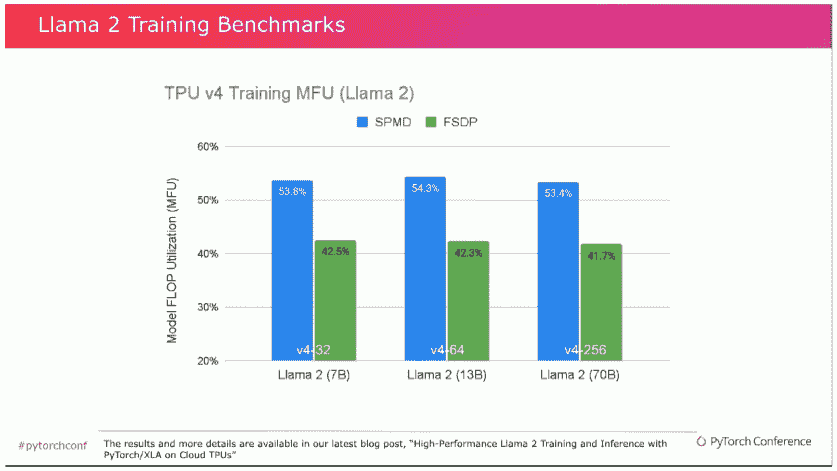 Llama 2 Training Benchmarks
TPU v4 Training MFU (Llama 2)
SPMD
FSDP
Model FLOP Utilization (MFU)
60%
50%
40%
30%
20%
53.8%
42.5%
v4-32
54.3%
42.3%
v4-64
53.4%
41.7%
v4-256
Llama 2 (7B)
Llama 2 (13B)
Llama 2 (70B)
#pytorchconf
The results and more details are available in our latest blog post, “High-Performance Llama 2 Training and Inference with
PyTorch/XLA on Cloud TPUs”
PyTorch Conference